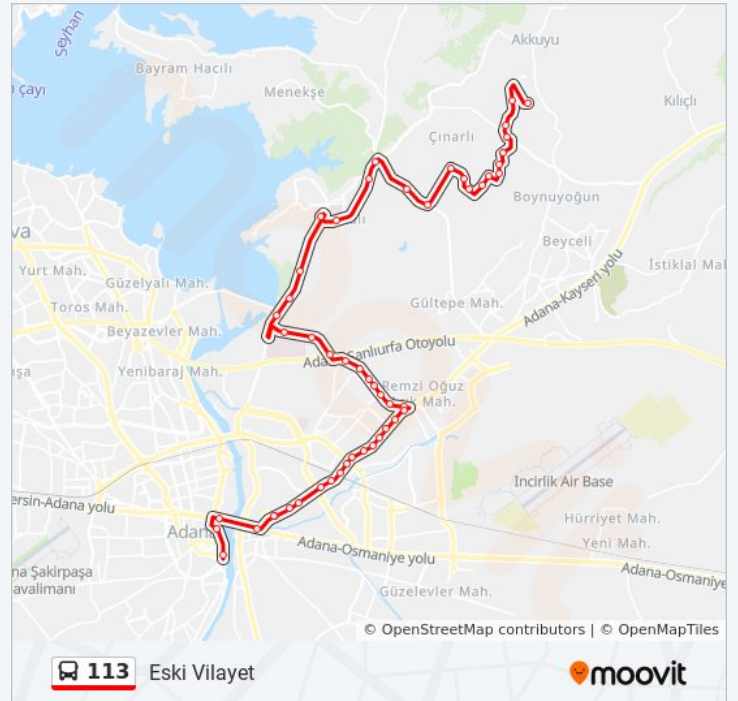 Akkuyu
Seyhan
Bayram Hacılı
Menekşe
Kılıçlı
çayı
Çınarlı
Boynuyoğun
Beyceli
Yurt Mah.
Güzelyalı Mah.
İstiklal Mal
Toros Mah.
Gültepe Mah.
Adana-Kayseri yolu
Beyazevler Mah.
Şanlıurfa Otoyolu
Yenibaraj Mah.
Remzi Oğuz
Mah.
Incirlik Air Base
ersin-Adana yolu
Hürriyet Mah.
Adana
Yeni Mah.
Adana-Osmaniye yolu
Adana-Osmaniye
na Şakirpaşa
avalimanı
Güzelevler Mah.
© OpenStreetMap contributors | © OpenMapTiles
113 Eski Vilayet
moovit